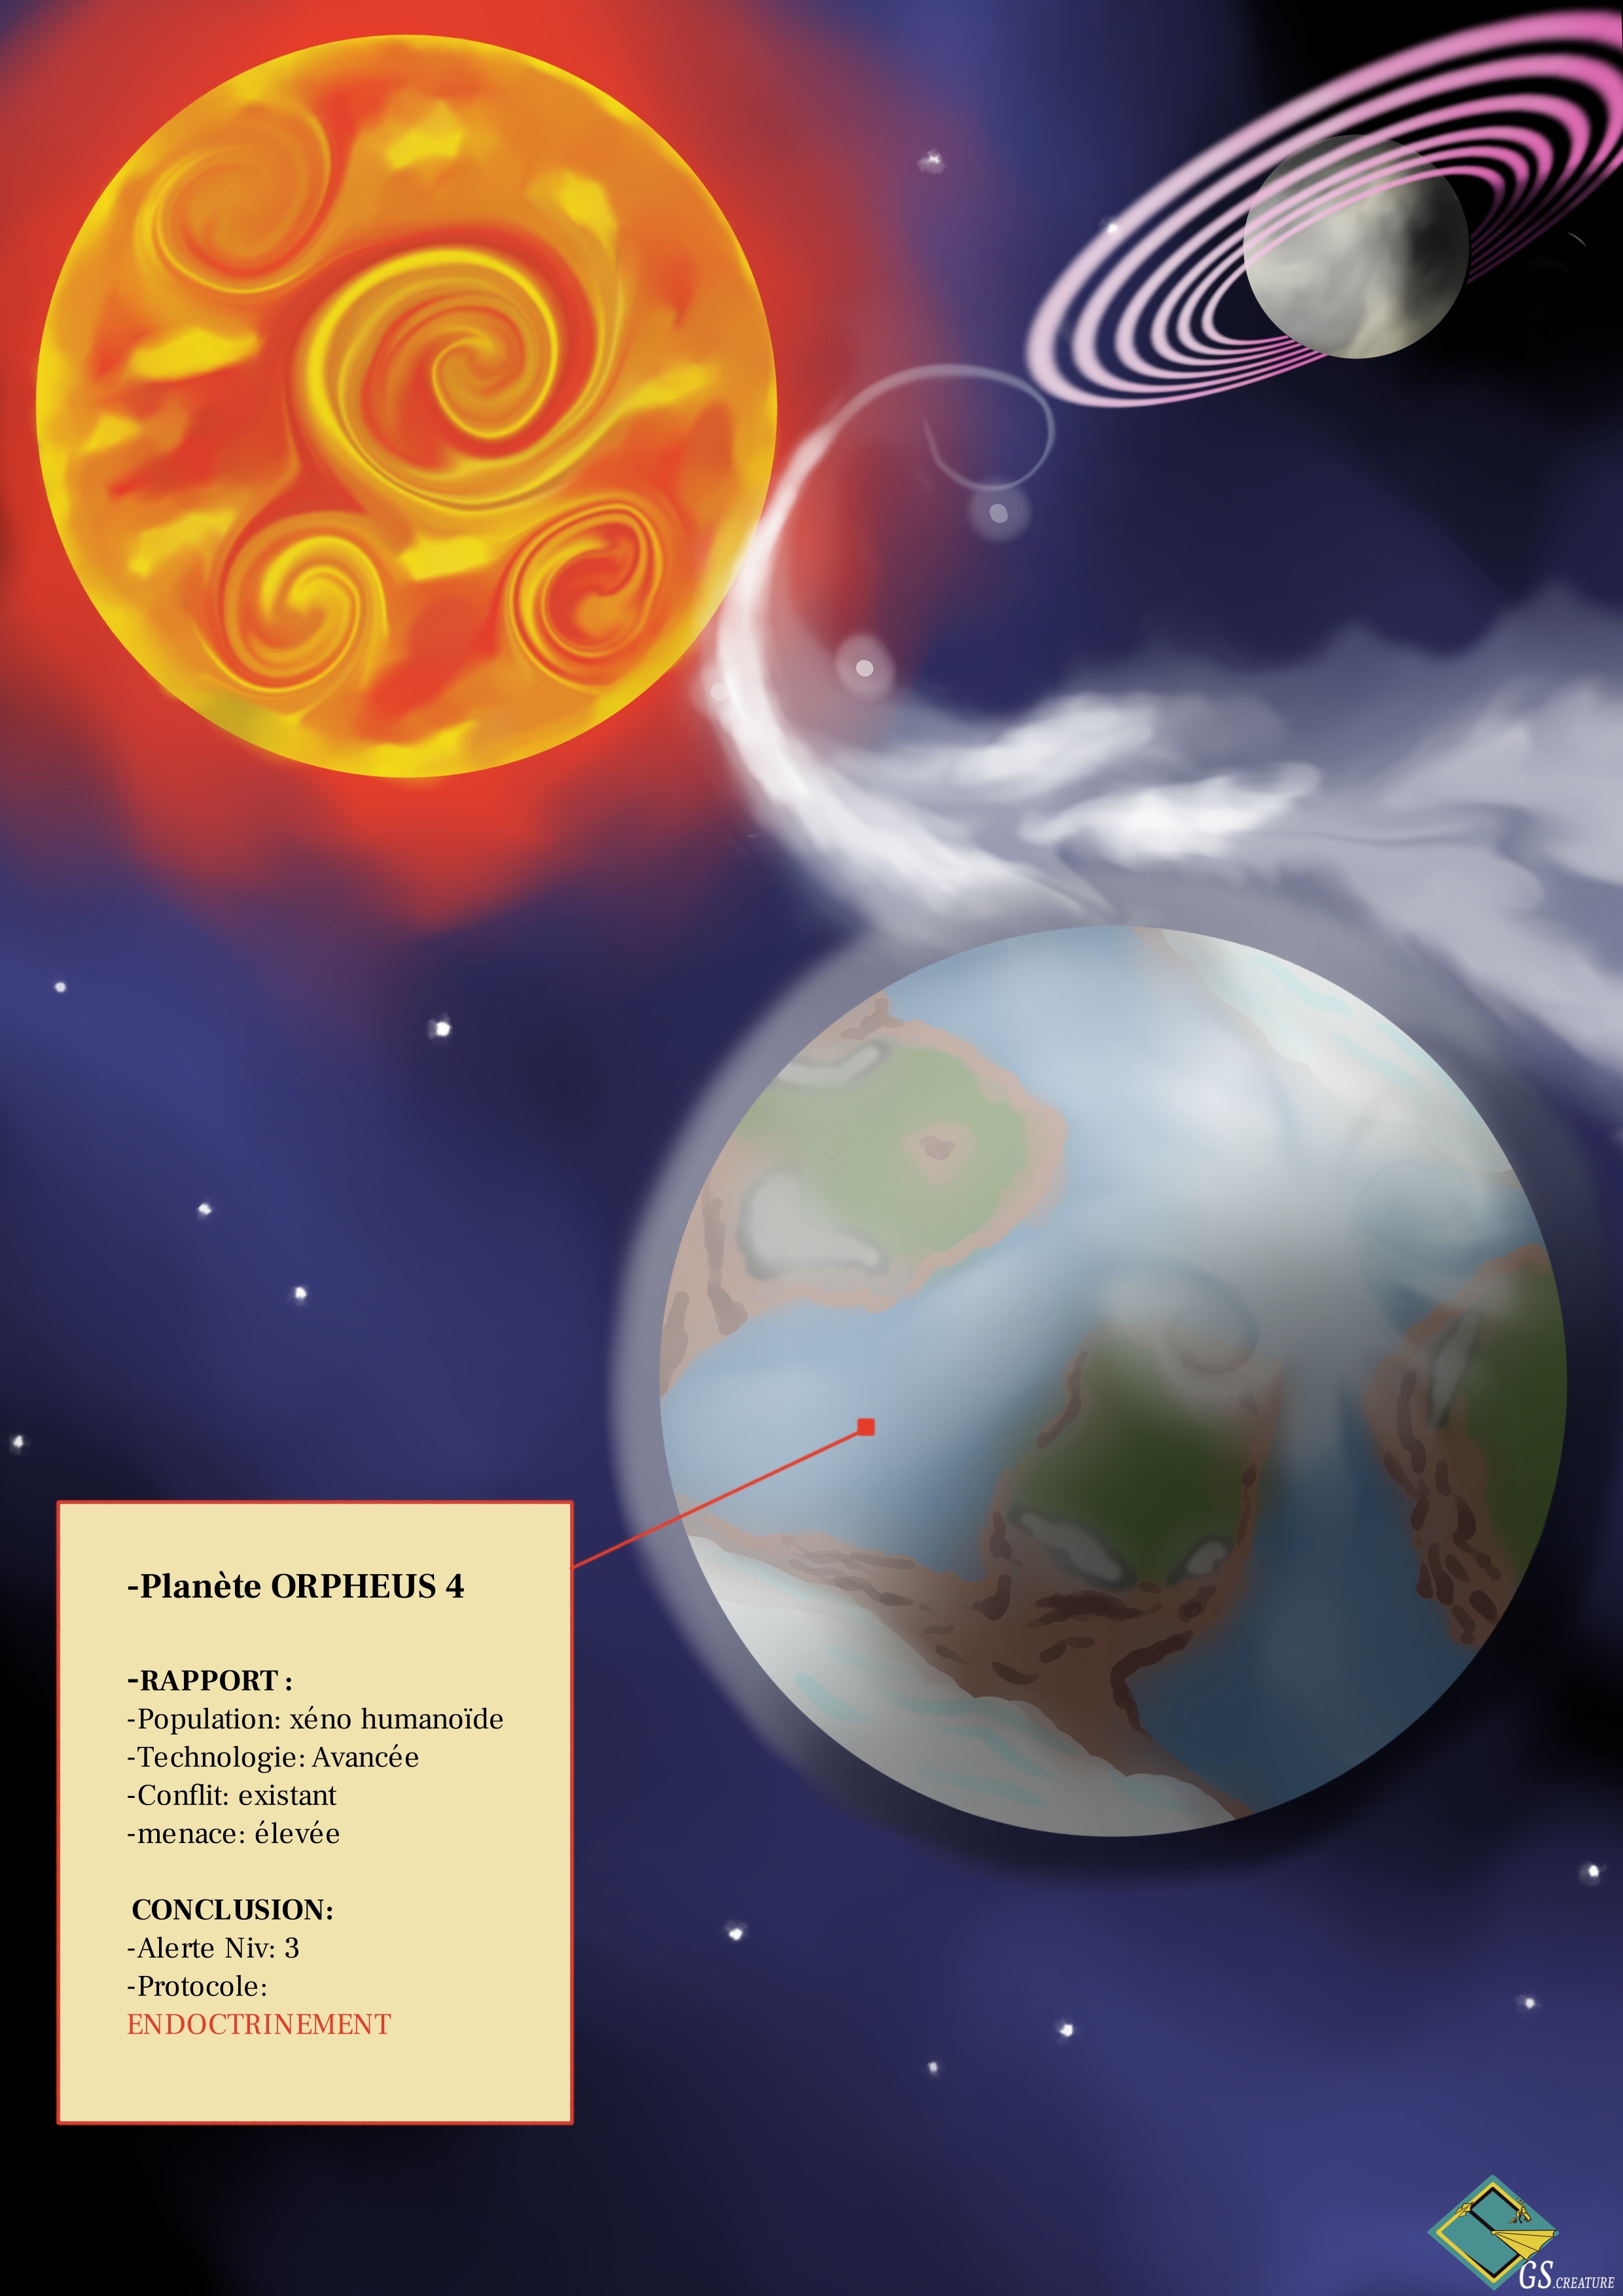 -Planète ORPHEUS 4
-RAPPORT :
-Population: xéno humanoïde
-Technologie: Avancée
-Conflit: existant
-menace: élevée
CONCLUSION:
-Alerte Niv: 3
-Protocole:
ENDOCTRINEMENT
GS.CREATURE